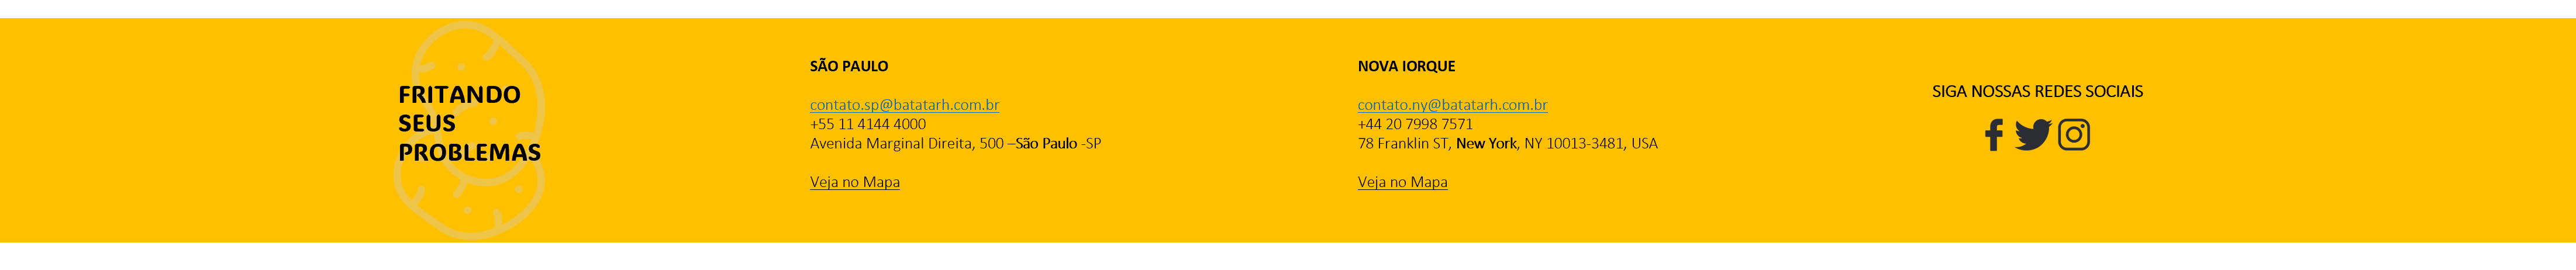 FRITANDO
SEUS
PROBLEMAS
SÃO PAULO
contato.sp@batatarh.com.br
+55 11 4144 4000
Avenida Marginal Direita, 500 –São Paulo -SP
Veja no Mapa
NOVA IORQUE
contato.ny@batatarh.com.br
+44 20 7998 7571
78 Franklin ST, New York, NY 10013-3481, USA
Veja no Mapa
SIGA NOSSAS REDES SOCIAIS